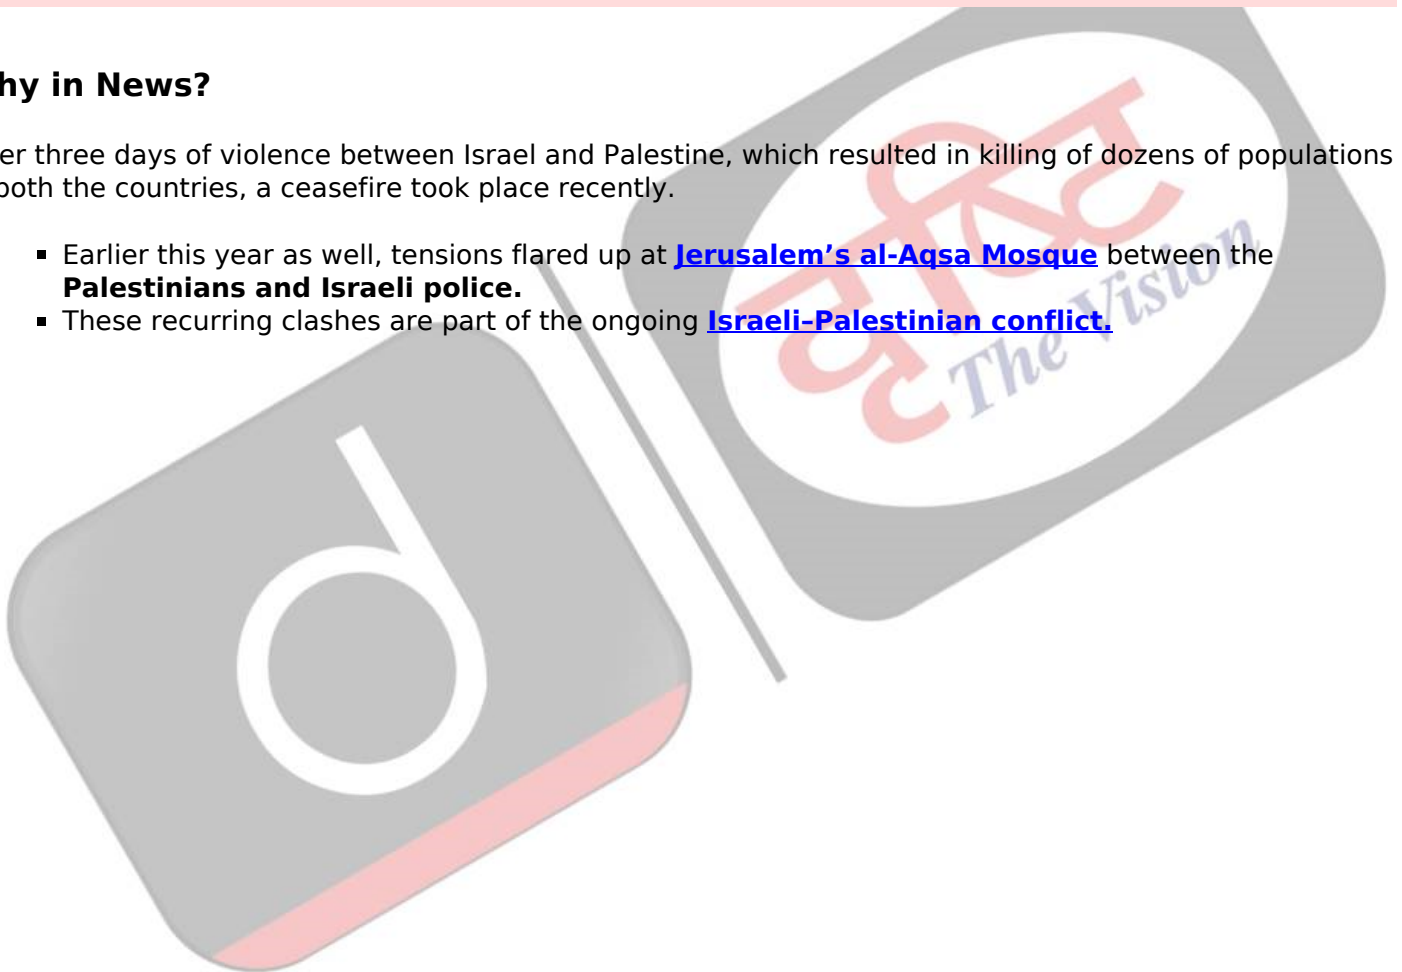 hy in News?
er three days of violence between Israel and Palestine, which resulted in killing of dozens of populations
both the countries, a ceasefire took place recently.
▪ Earlier this year as well, tensions flared up at Jerusalem’s al-Aqsa Mosque between the
Palestinians and Israeli police.
▪ These recurring clashes are part of the ongoing Israeli–Palestinian conflict.
दृष्टि
The Vision
d